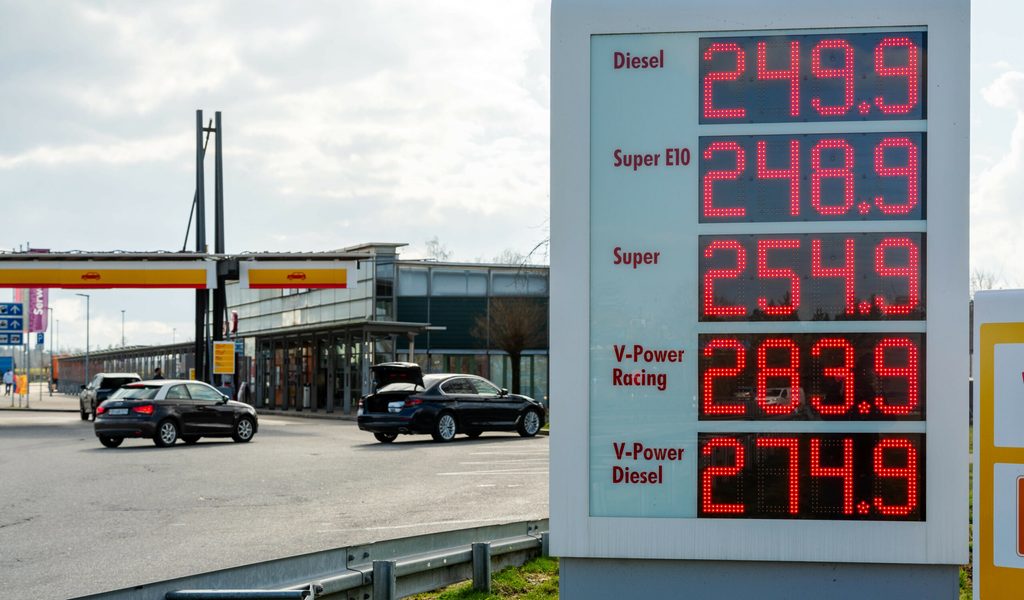 Diesel 249.9
Super E10 248.9
Super 254.9
V-Power
Racing 283.9
V-Power
Diesel 274.9